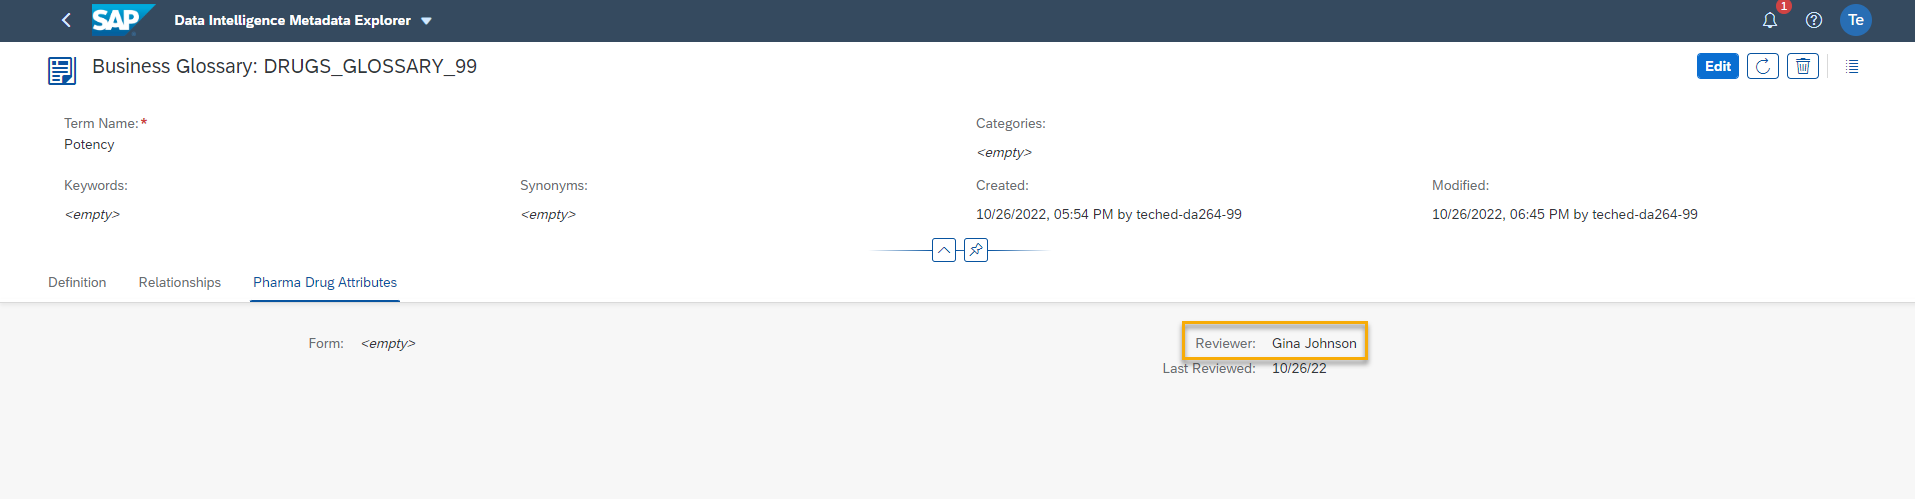 SAP Data Intelligence Metadata Explorer 1 Te
Business Glossary: DRUGS_GLOSSARY_99 Edit
Term Name:* Categories:
Potency <empty>
Keywords: Synonyms: Created: Modified:
<empty> <empty> 10/26/2022, 05:54 PM by teched-da264-99 10/26/2022, 06:45 PM by teched-da264-99
Definition Relationships Pharma Drug Attributes
Form: <empty> Reviewer: Gina Johnson
Last Reviewed: 10/26/22